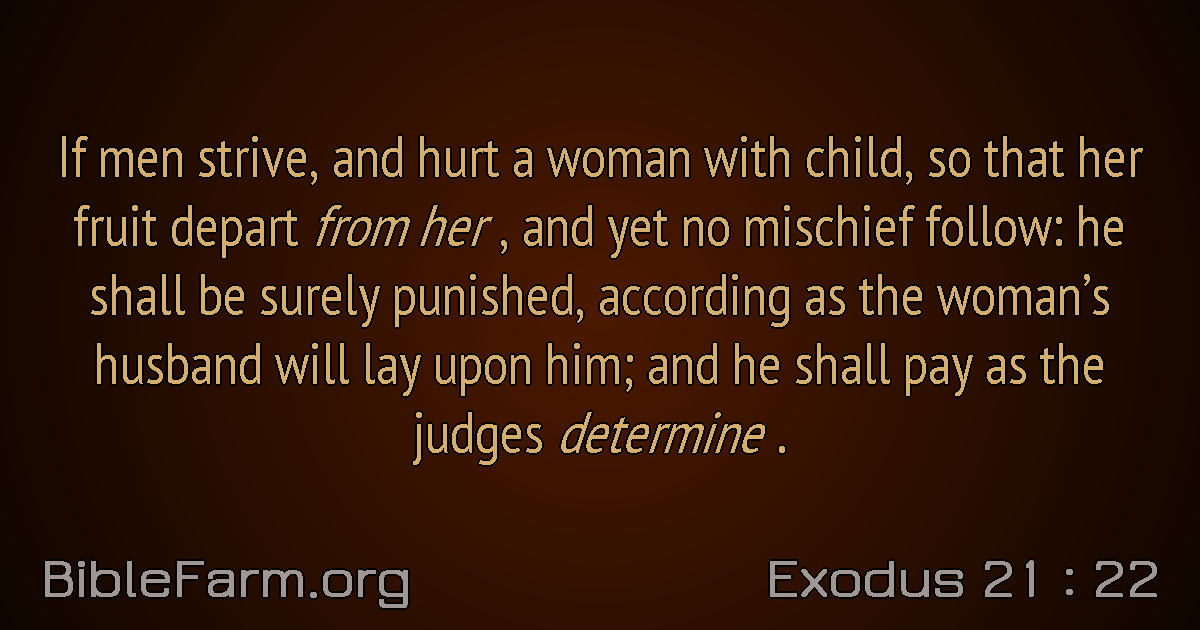 If men strive, and hurt a woman with child, so that her
fruit depart from her , and yet no mischief follow: he
shall be surely punished, according as the woman’s
husband will lay upon him; and he shall pay as the
judges determine .
BibleFarm.org
Exodus 21 : 22